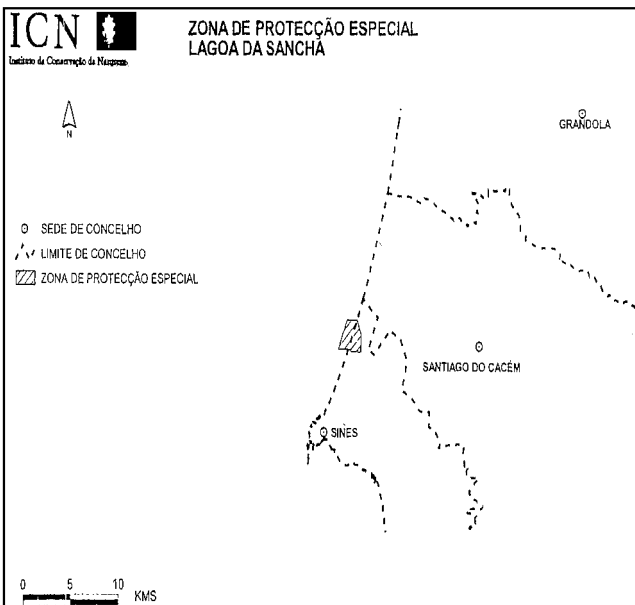 ICN
Instituto da Conservação da Natureza
ZONA DE PROTECÇÃO ESPECIAL
LAGOA DA SANCHA
N
GRANDOLA
SEDE DE CONCELHO
LIMITE DE CONCELHO
ZONA DE PROTECÇÃO ESPECIAL
SANTIAGO DO CACÉM
SINES
0 5 10 KMS